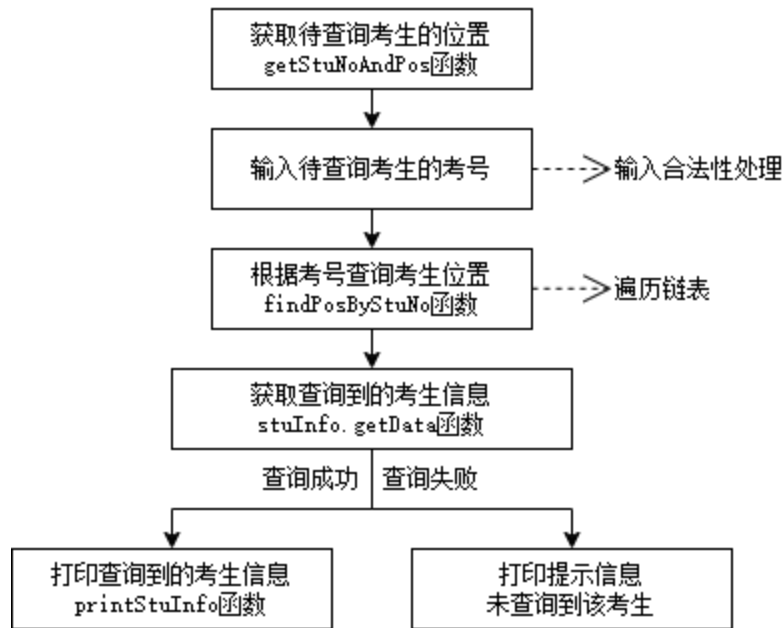 获取待查询考生的位置
getStuNoAndPos函数
输入待查询考生的考号
输入合法性处理
根据考号查询考生位置
findPosByStuNo函数
遍历链表
获取查询到的考生信息
stuInfo.getData函数
查询成功
查询失败
打印查询到的考生信息
printStuInfo函数
打印提示信息
未查询到该考生